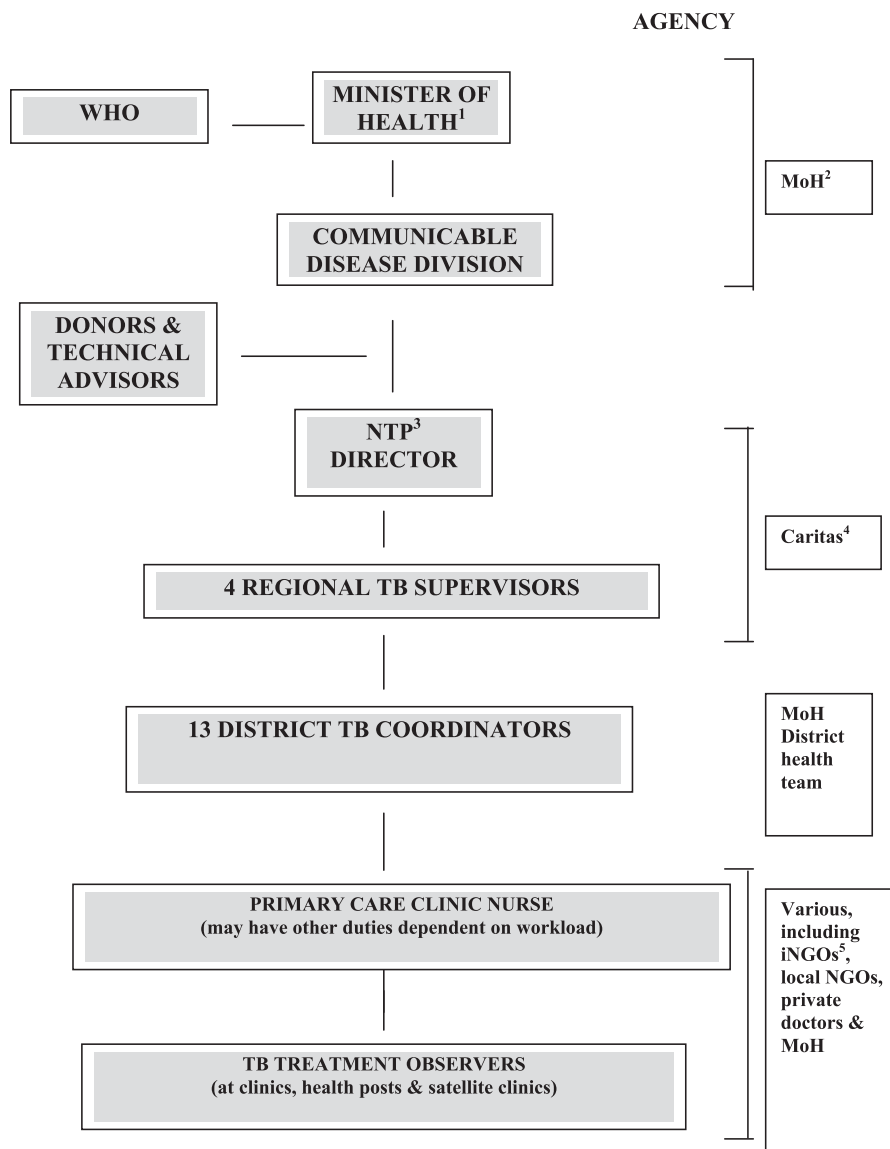 AGENCY
WHO
MINISTER OF
HEALTH1
MoH2
COMMUNICABLE
DISEASE DIVISION
DONORS &
TECHNICAL
ADVISORS
NTP3
DIRECTOR
Caritas4
4 REGIONAL TB SUPERVISORS
13 DISTRICT TB COORDINATORS
MoH
District
health
team
PRIMARY CARE CLINIC NURSE
(may have other duties dependent on workload)
Various,
including
iNGOs5,
local NGOs,
private
doctors &
MoH
TB TREATMENT OBSERVERS
(at clinics, health posts & satellite clinics)